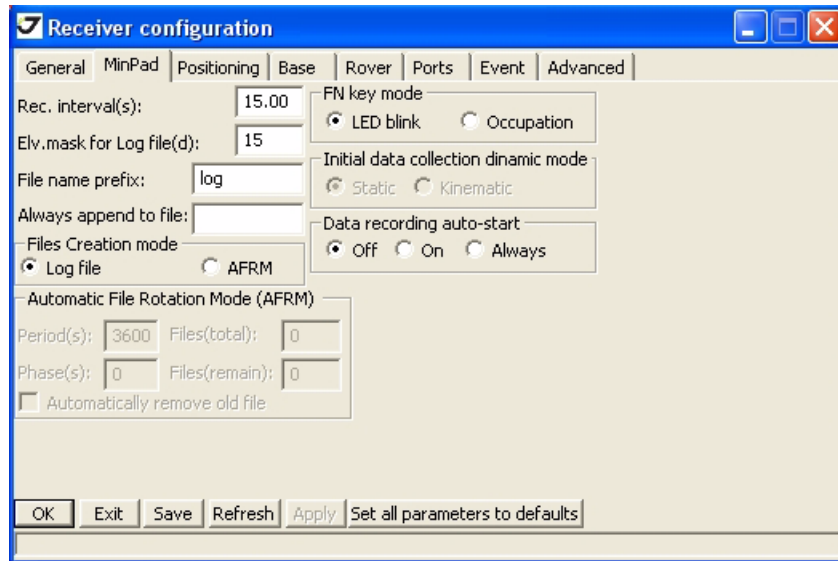 Receiver configuration
General MinPad Positioning Base Rover Ports Event Advanced
Rec. interval(s): 15.00
Elv.mask for Log file(d): 15
File name prefix: log
Always append to file:
Files Creation mode
Log file AFRM
FN key mode
LED blink Occupation
Initial data collection dinamic mode
Static Kinematic
Data recording auto-start
Off On Always
Automatic File Rotation Mode (AFRM)
Period(s): 3600 Files(total): 0
Phase(s): 0 Files(remain): 0
Automatically remove old file
OK Exit Save Refresh Apply Set all parameters to defaults